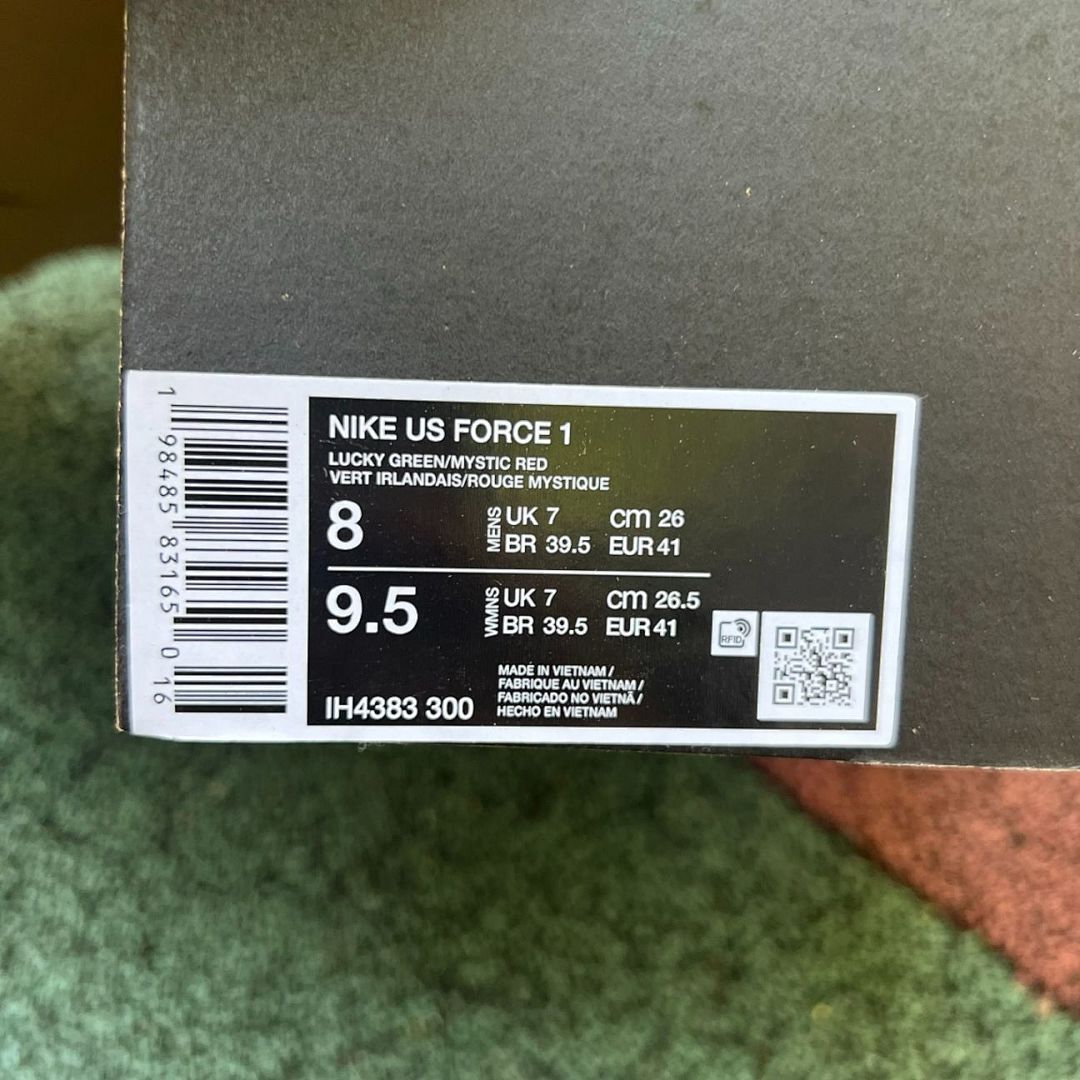 1 98485 83165 0 16
NIKE US FORCE 1
LUCKY GREEN/MYSTIC RED
VERT IRLANDAIS/ROUGE MYSTIQUE
8 MENS UK 7 cm 26
BR 39.5 EUR 41
9.5 WMNS UK 7 cm 26.5
BR 39.5 EUR 41
RFID
MADE IN VIETNAM /
FABRIQUE AU VIETNAM /
FABRICADO NO VIETNÃ /
HECHO EN VIETNAM
IH4383 300